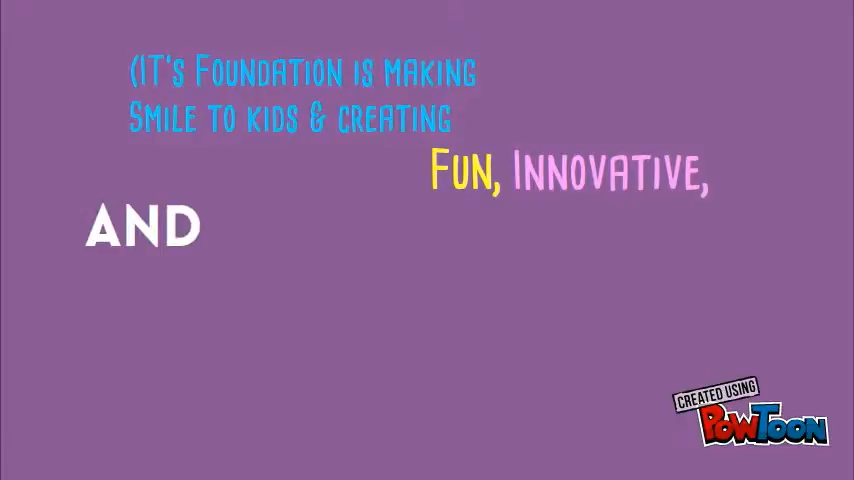 (It's Foundation is making
Smile to kids & creating
Fun, Innovative,
AND
CREATED USING
PowToon